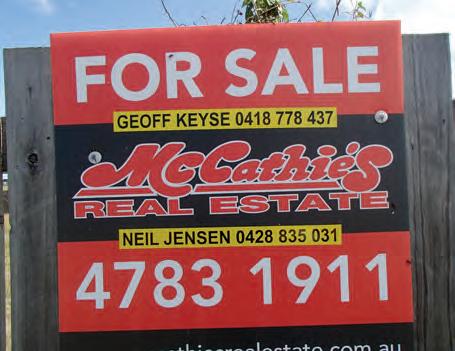 FOR SALE
GEOFF KEYSE 0418 778 437
McCathie's
REAL ESTATE
NEIL JENSEN 0428 835 031
4783 1911